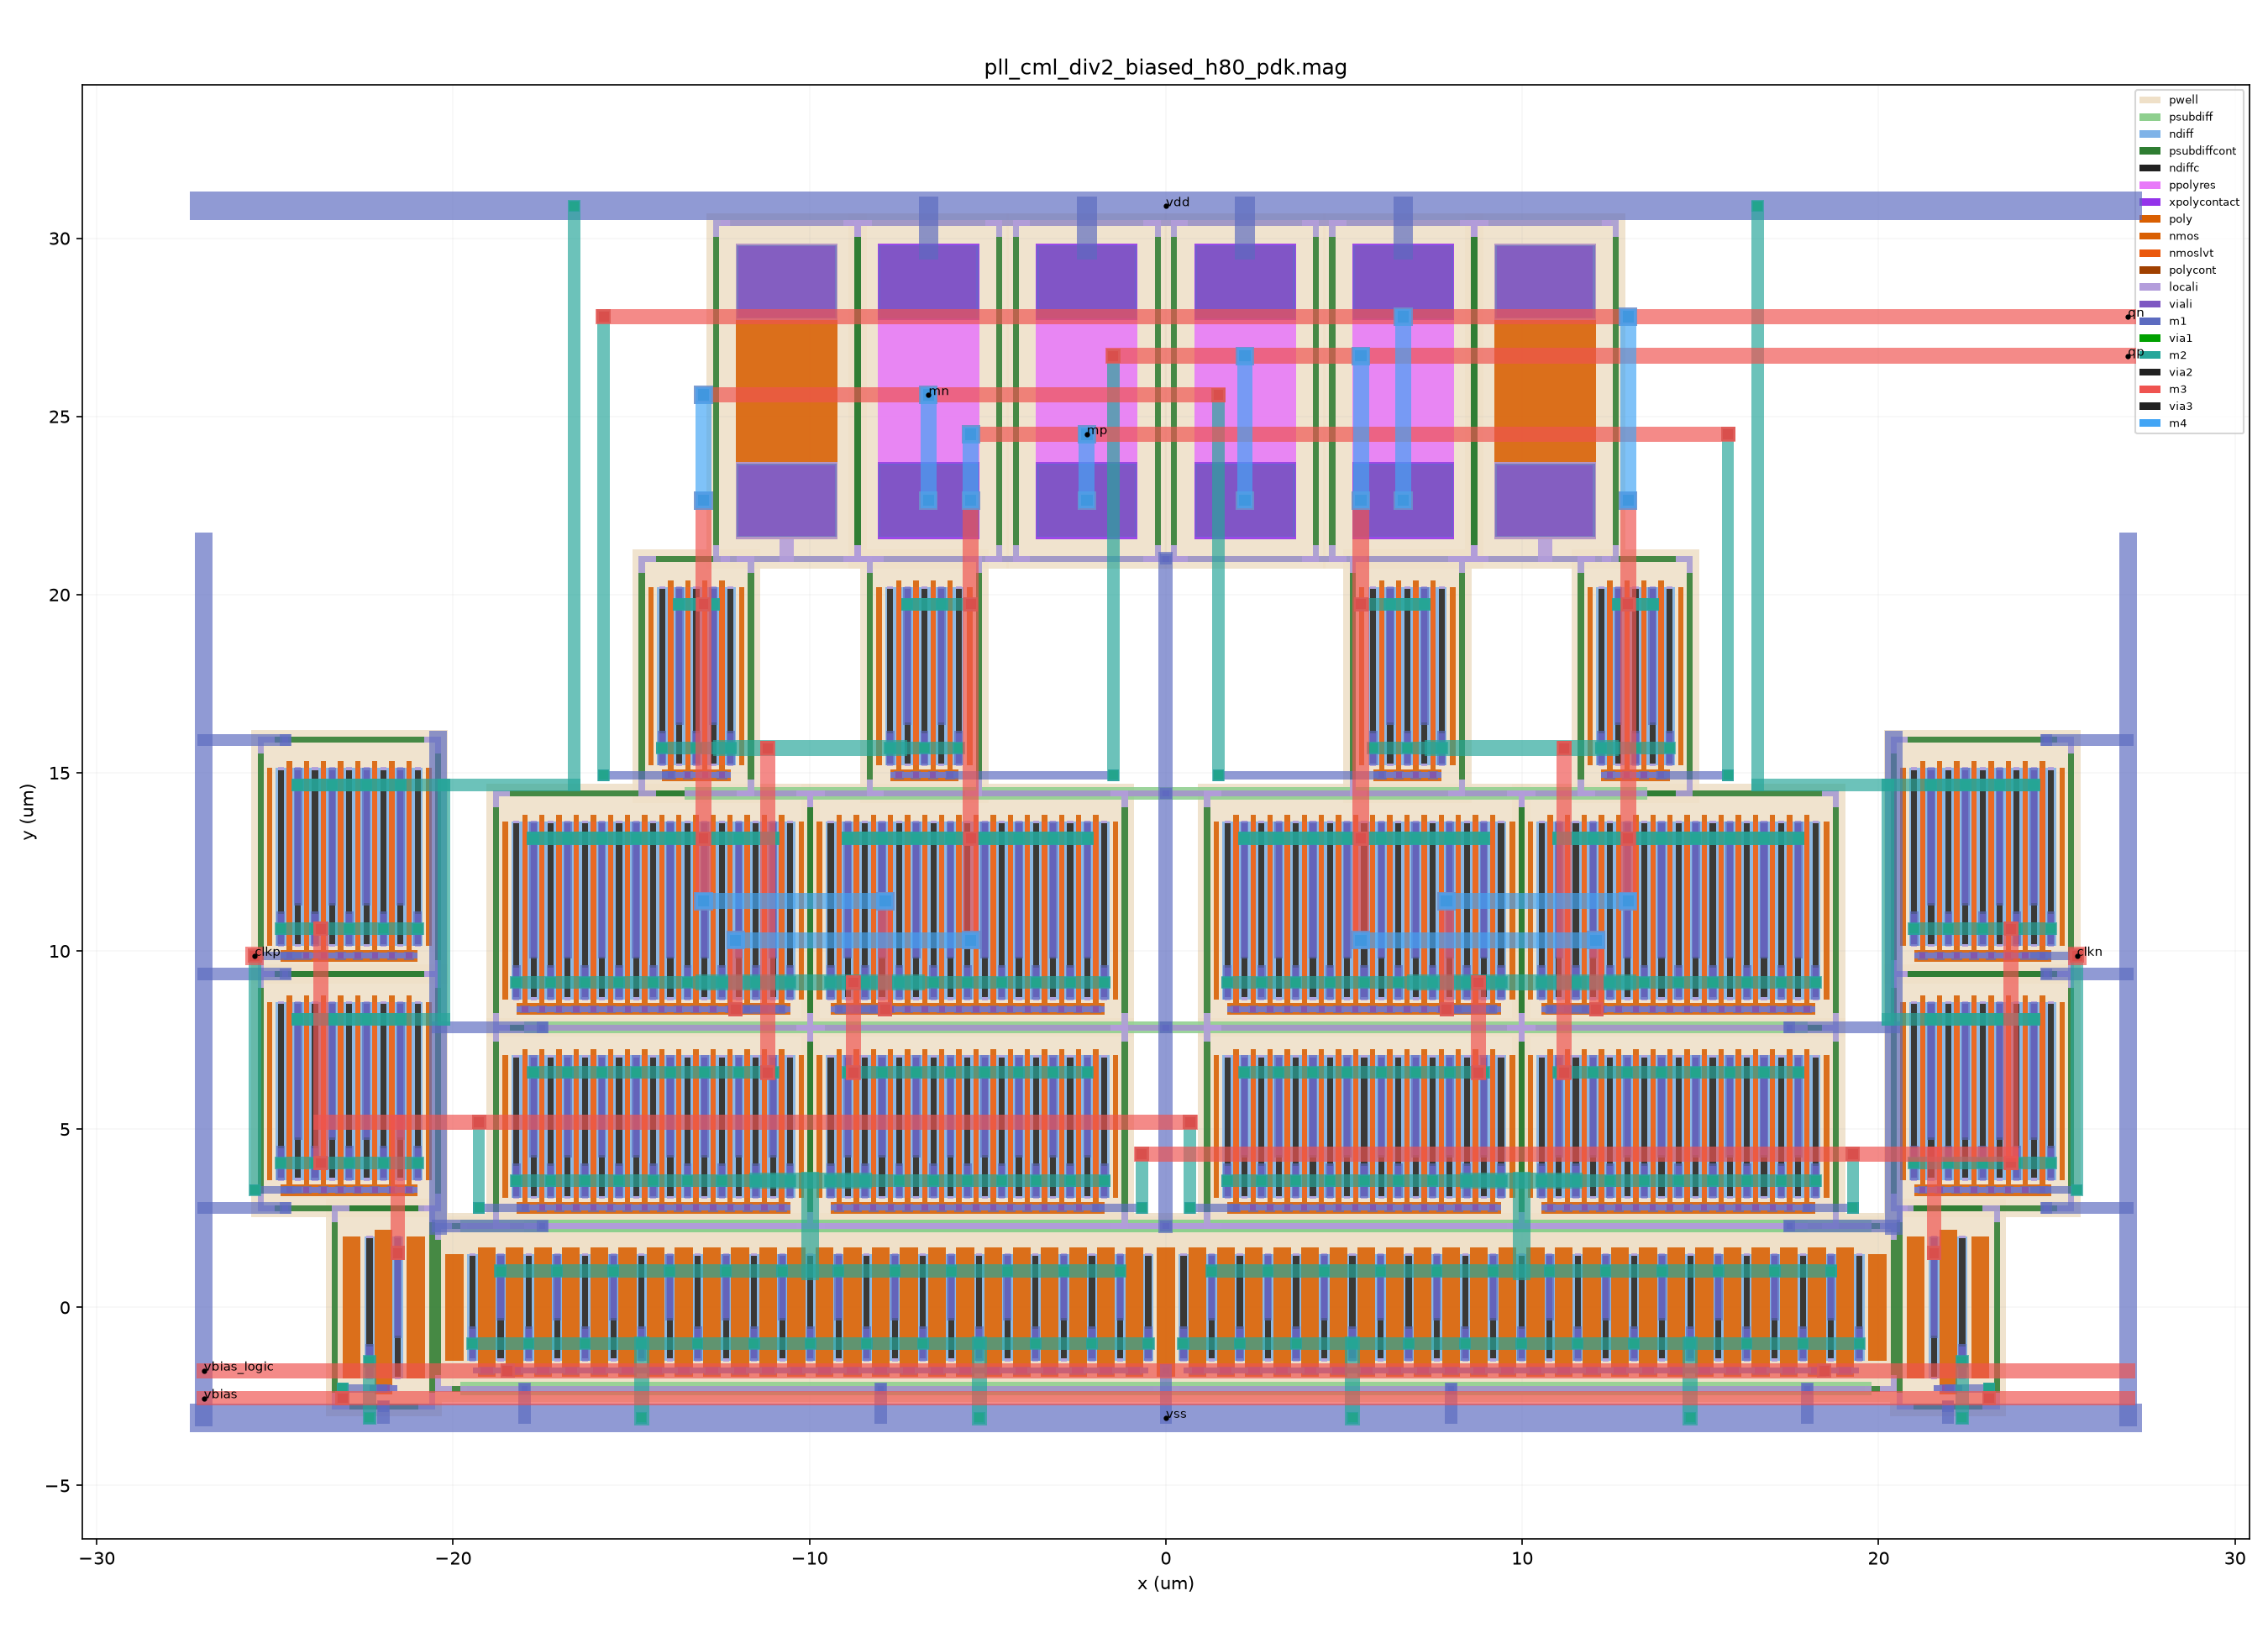 pll_cml_div2_biased_h80_pdk.mag
pwell
psubdiff
ndiff
psubdiffcont
ndiffc
ppolyres
xpolycontact
poly
nmos
nmoslvt
polycont
locali
viali
m1
via1
m2
via2
m3
via3
m4
vdd
qn
qp
mn
mp
clkp
clkn
vbias_logic
vbias
vss
30
25
20
15
10
5
0
−5
y (um)
−30
−20
−10
0
10
20
30
x (um)